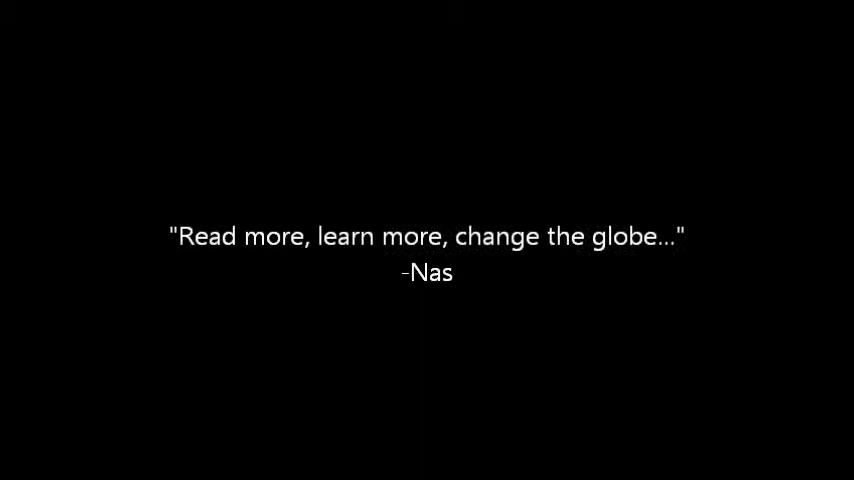 "Read more, learn more, change the globe..."
-Nas